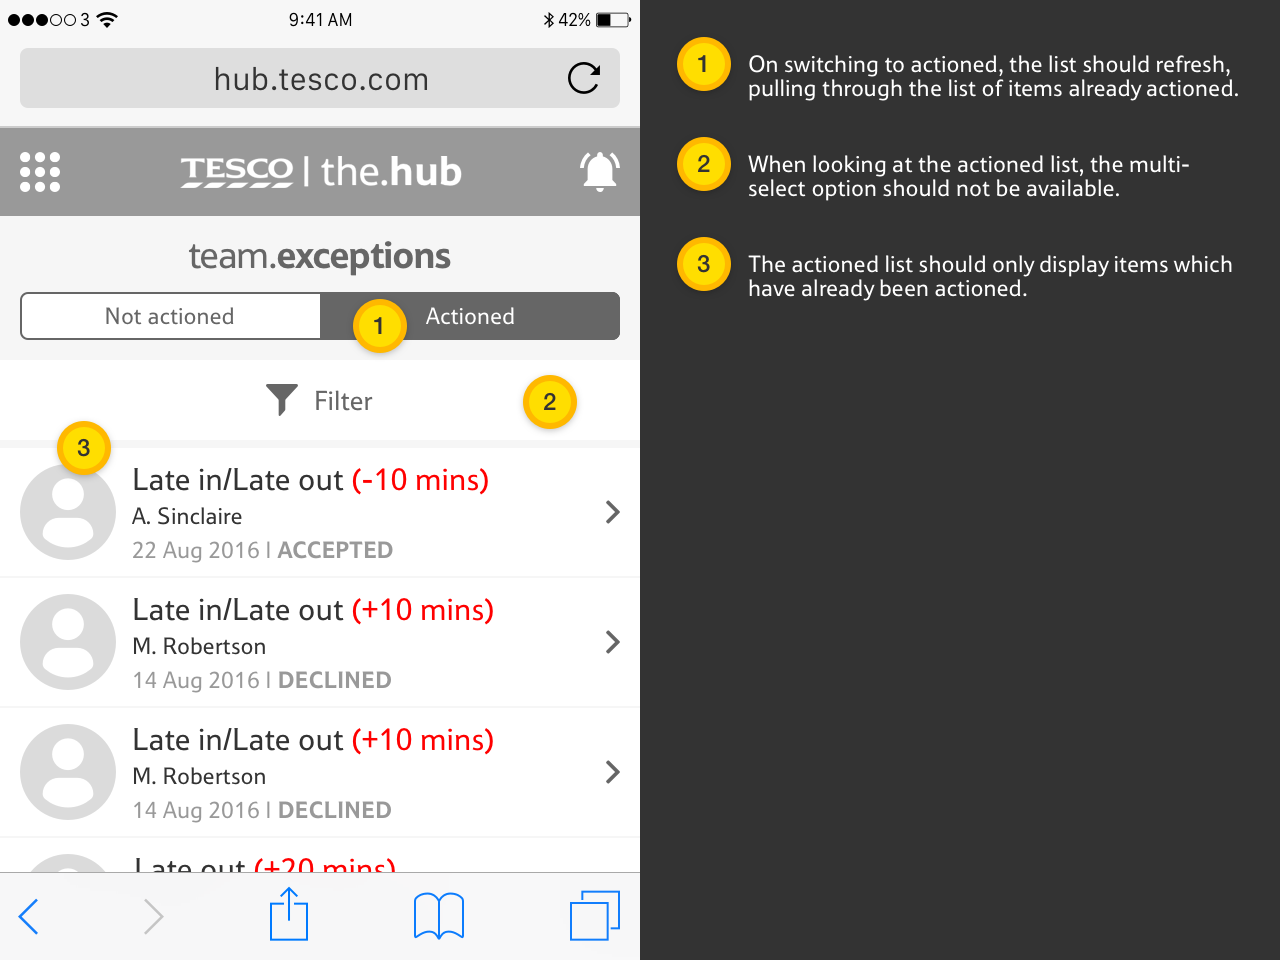 3 9:41 AM 42%
hub.tesco.com
TESCO | the.hub
team.exceptions
Not actioned Actioned
1
Filter
2
3
Late in/Late out (-10 mins)
A. Sinclaire
22 Aug 2016 | ACCEPTED
Late in/Late out (+10 mins)
M. Robertson
14 Aug 2016 | DECLINED
Late in/Late out (+10 mins)
M. Robertson
14 Aug 2016 | DECLINED
Late out (+20 mins)
1
On switching to actioned, the list should refresh,
pulling through the list of items already actioned.
2
When looking at the actioned list, the multi-
select option should not be available.
3
The actioned list should only display items which
have already been actioned.